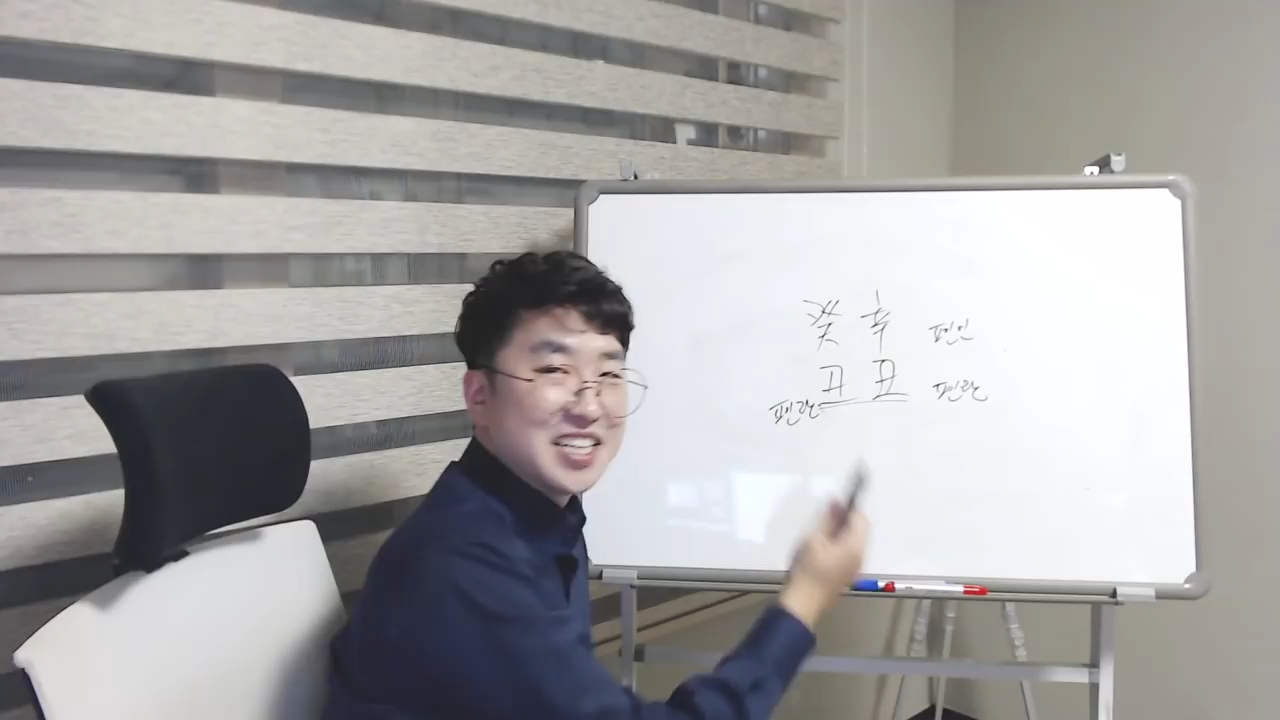 癸 辛 편인
丑 丑 편관
편관